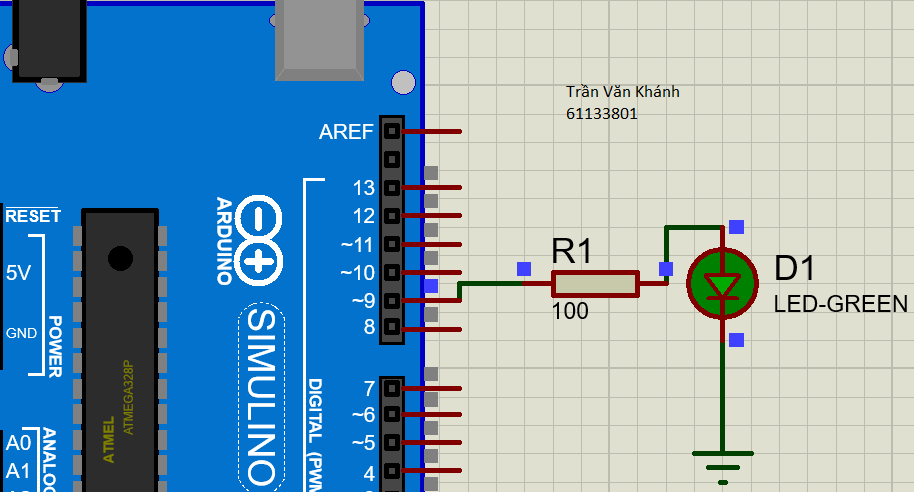 Trần Văn Khánh
61133801
AREF
13
12
~11
~10
~9
8
7
~6
~5
4
RESET
5V
GND
POWER
A0
A1
ANALOG
ATMEL
ATMEGA328P
ARDUINO
SIMULINO
DIGITAL (PWM
R1
100
D1
LED-GREEN